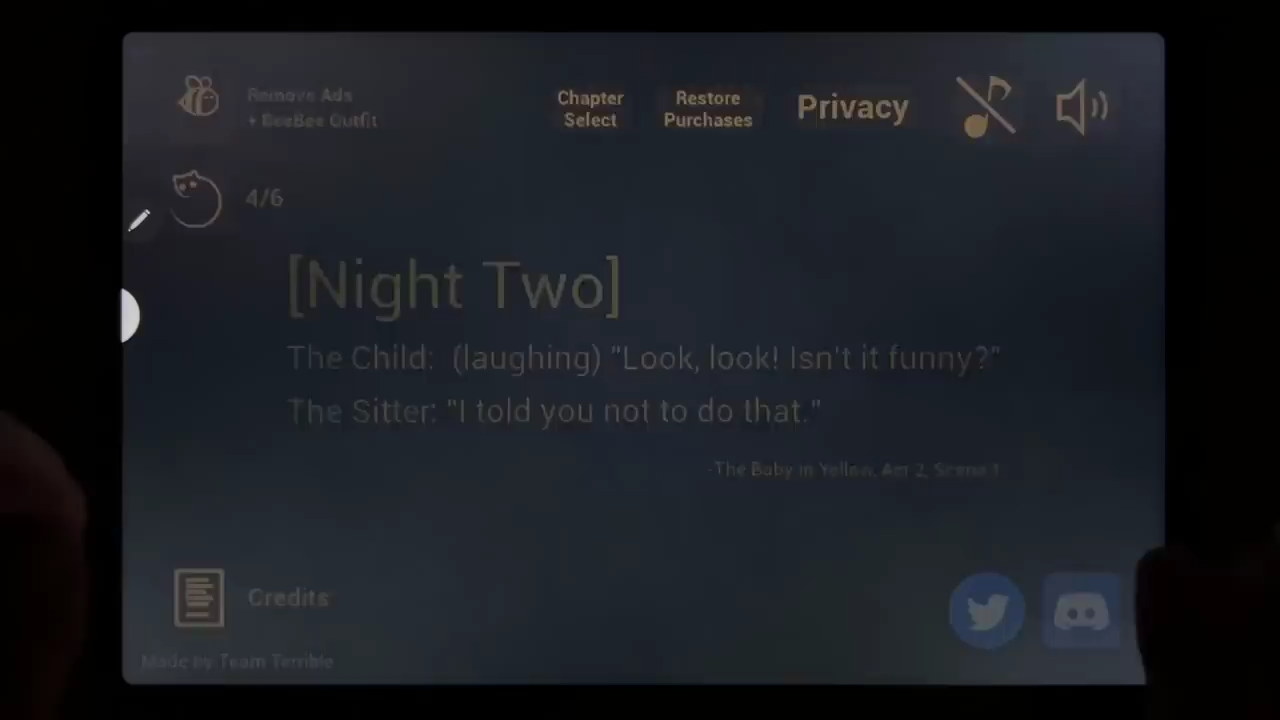 Remove Ads
+ BeeBee Outfit
Chapter
Select
Restore
Purchases
Privacy
4/6
[Night Two]
The Child: (laughing) "Look, look! Isn't it funny?"
The Sitter: "I told you not to do that."
-The Baby in Yellow, Act 2, Scene 1
Credits
Made by Team Terrible